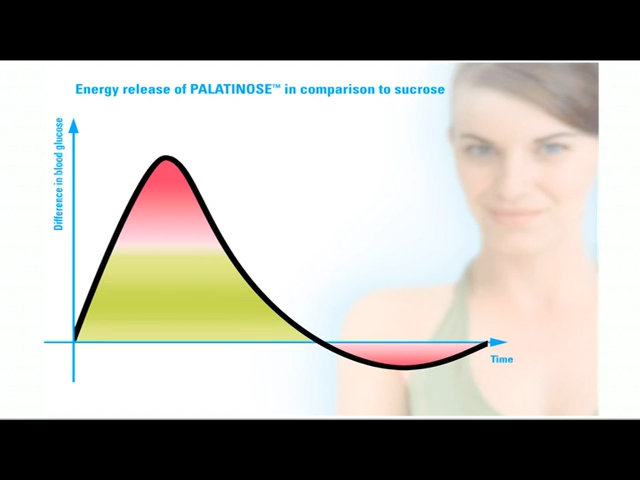 Energy release of PALATINOSE™ in comparison to sucrose
Difference in blood glucose
Time